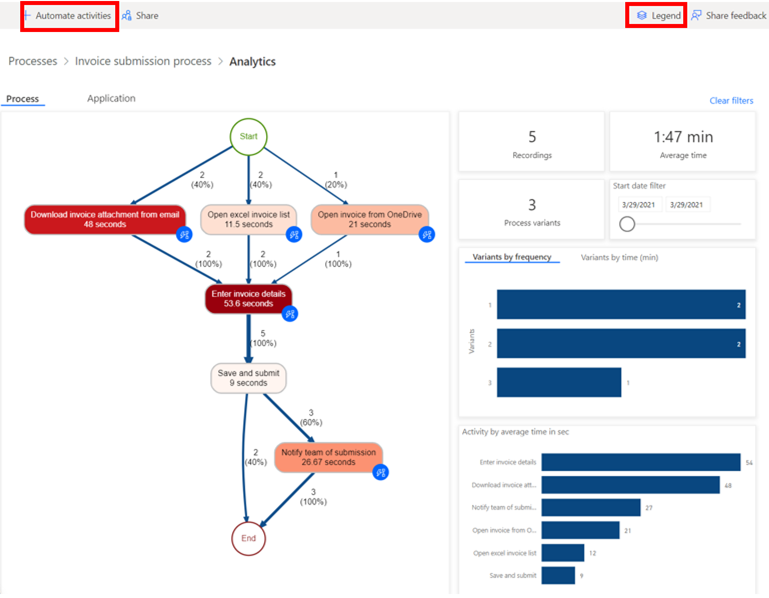 Automate activities
Share
Legend
Share feedback
Processes > Invoice submission process > Analytics
Process
Application
Clear filters
Start
2
(40%)
2
(40%)
1
(20%)
Download invoice attachment from email
48 seconds
Open excel invoice list
11.5 seconds
Open invoice from OneDrive
21 seconds
2
(100%)
2
(100%)
1
(100%)
Enter invoice details
53.6 seconds
5
(100%)
Save and submit
9 seconds
3
(60%)
2
(40%)
Notify team of submission
26.67 seconds
3
(100%)
End
5
Recordings
1:47 min
Average time
3
Process variants
Start date filter
3/29/2021
3/29/2021
Variants by frequency
Variants by time (min)
Variants
1
2
2
2
3
1
Activity by average time in sec
Enter invoice details
54
Download invoice att...
48
Notify team of submi...
27
Open invoice from O...
21
Open excel invoice list
12
Save and submit
9